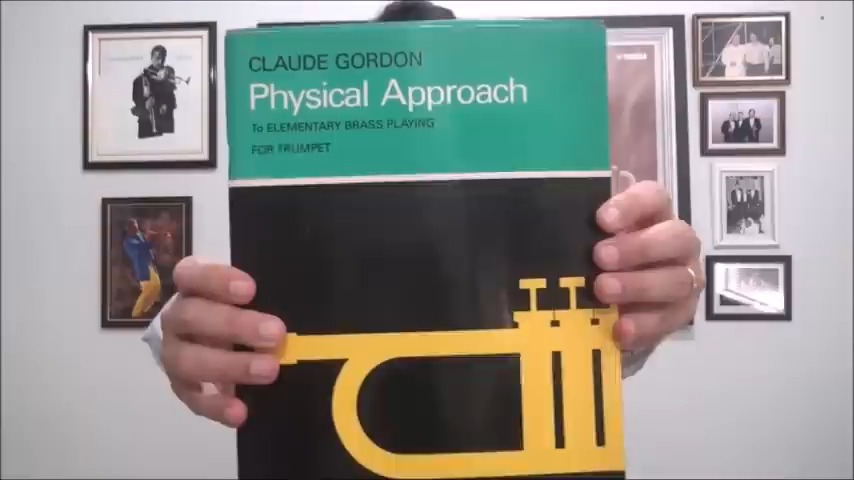 CLAUDE GORDON
Physical Approach
To ELEMENTARY BRASS PLAYING
FOR TRUMPET